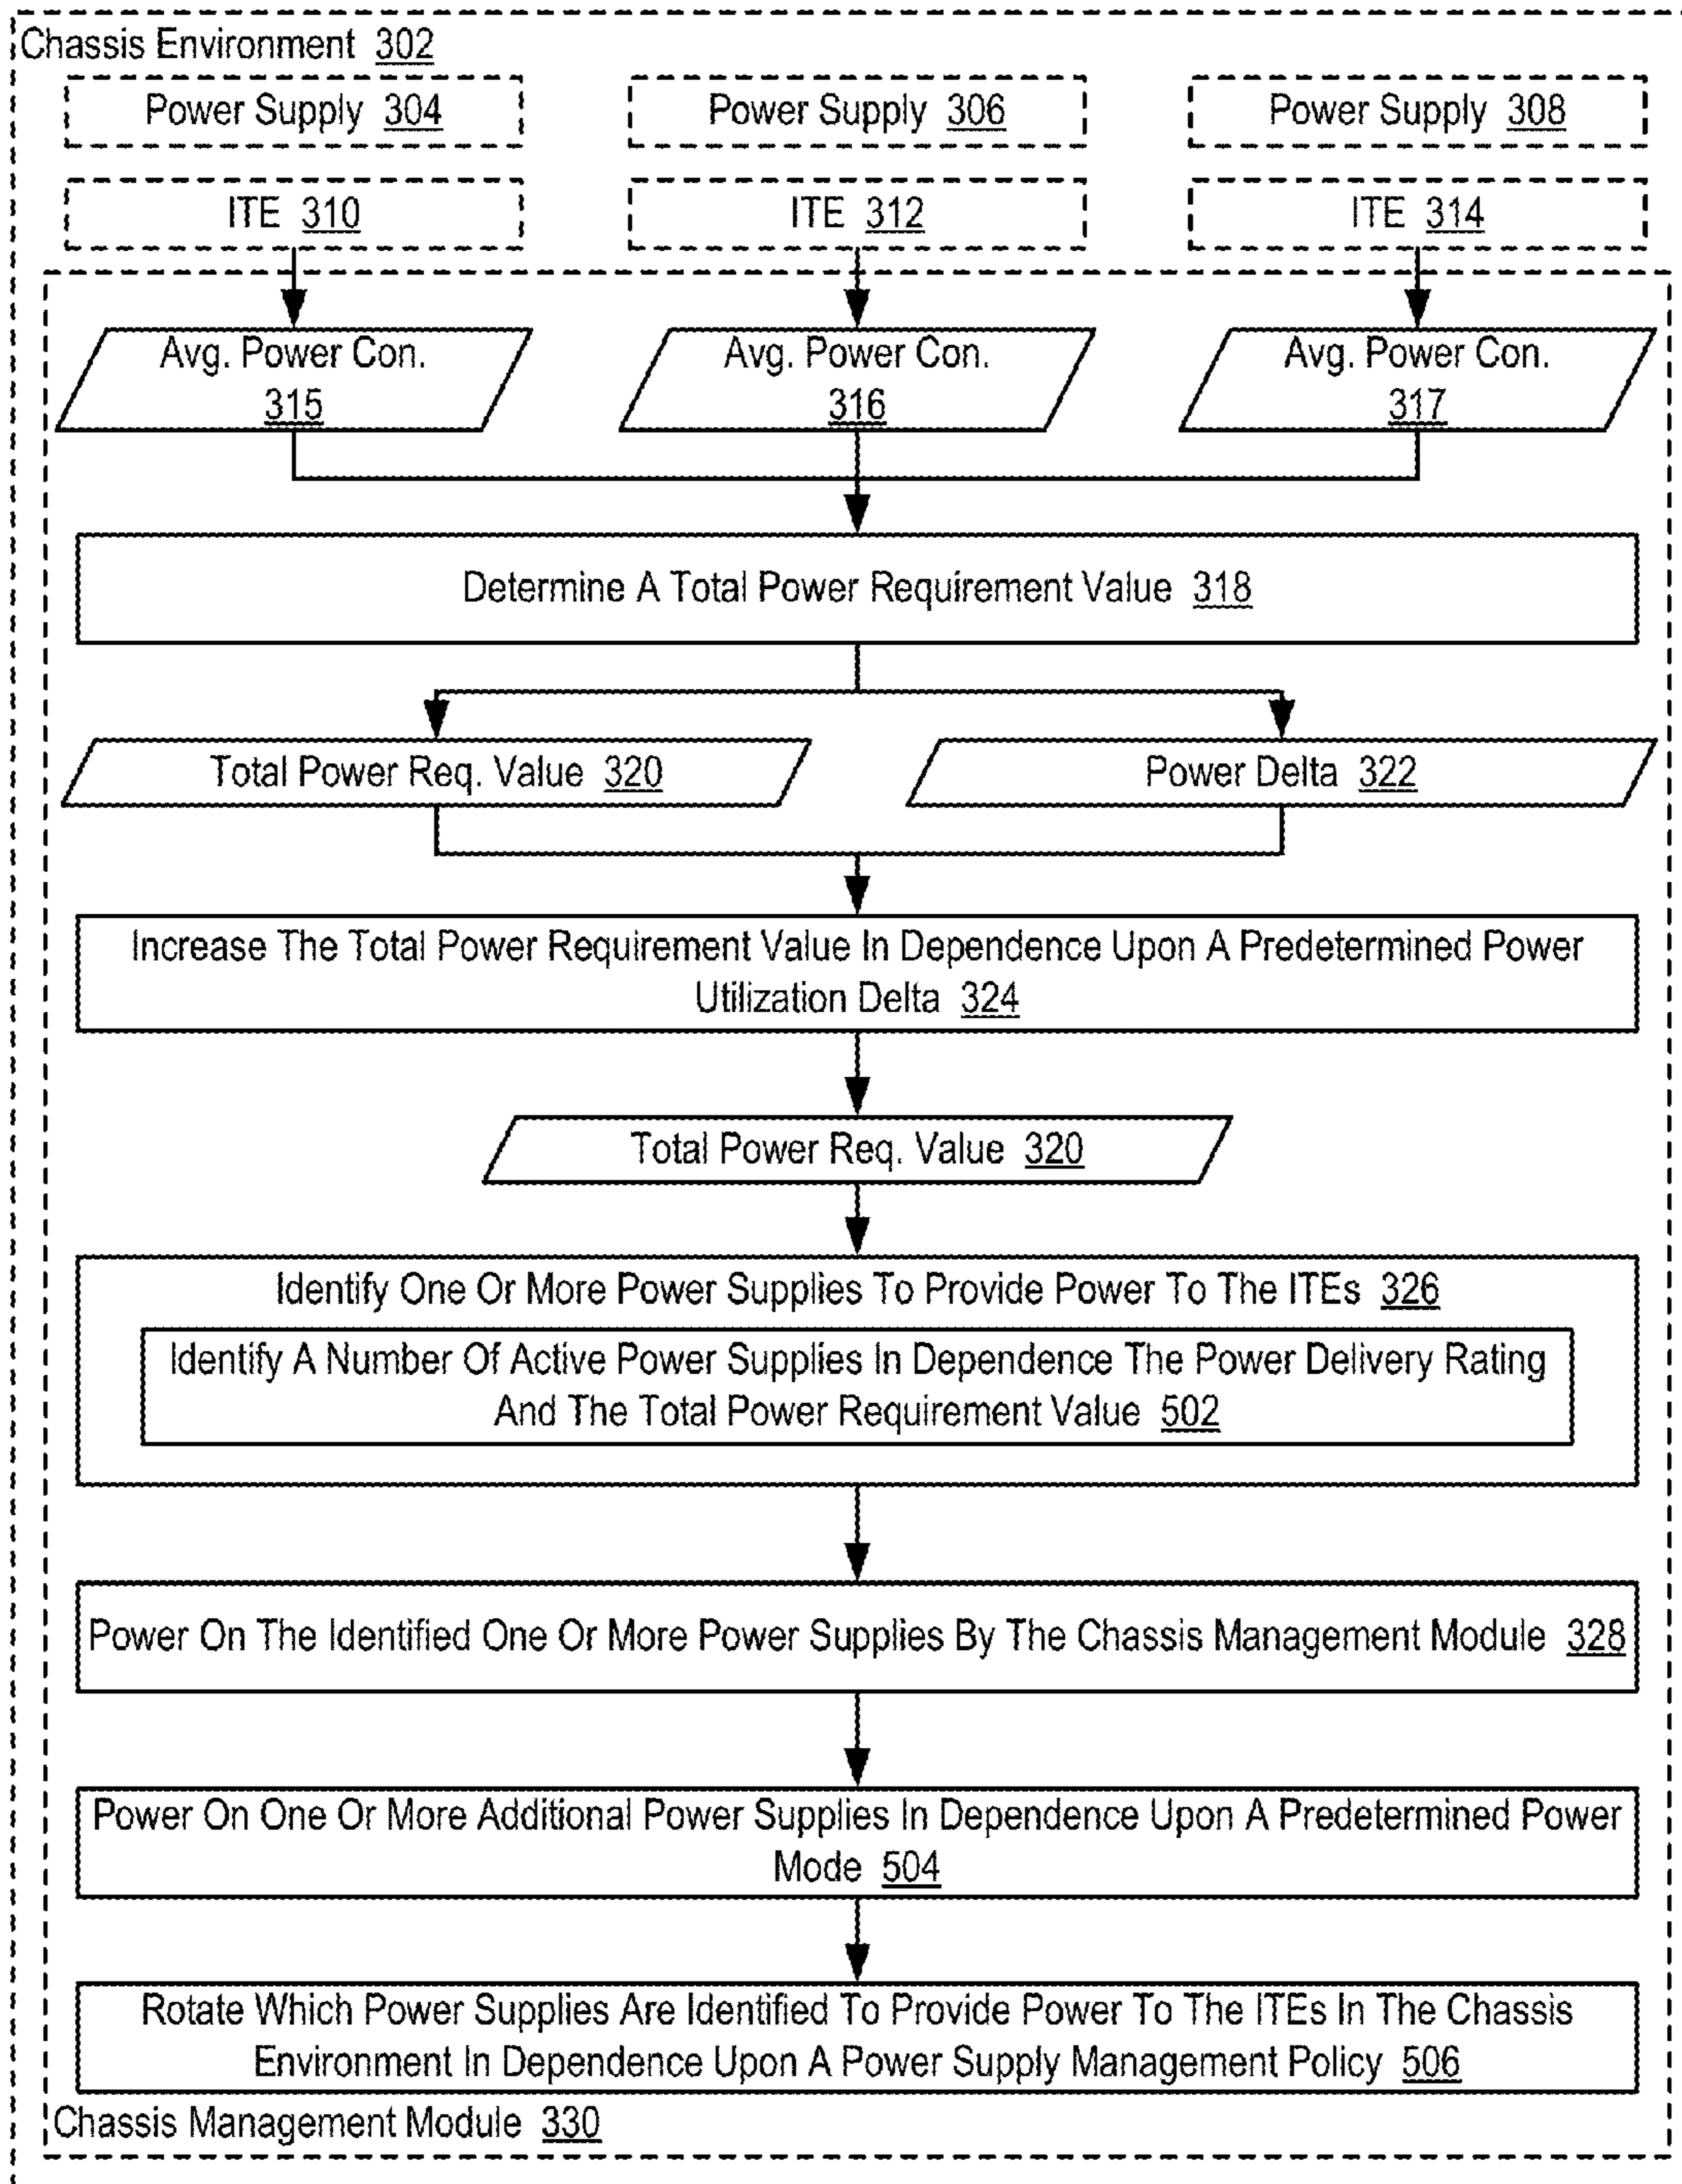 Chassis Environment 302
Power Supply 304
Power Supply 306
Power Supply 308
ITE 310
ITE 312
ITE 314
Avg. Power Con.
315
Avg. Power Con.
316
Avg. Power Con.
317
Determine A Total Power Requirement Value 318
Total Power Req. Value 320
Power Delta 322
Increase The Total Power Requirement Value In Dependence Upon A Predetermined Power
Utilization Delta 324
Total Power Req. Value 320
Identify One Or More Power Supplies To Provide Power To The ITEs 326
Identify A Number Of Active Power Supplies In Dependence The Power Delivery Rating
And The Total Power Requirement Value 502
Power On The Identified One Or More Power Supplies By The Chassis Management Module 328
Power On One Or More Additional Power Supplies In Dependence Upon A Predetermined Power
Mode 504
Rotate Which Power Supplies Are Identified To Provide Power To The ITEs In The Chassis
Environment In Dependence Upon A Power Supply Management Policy 506
Chassis Management Module 330